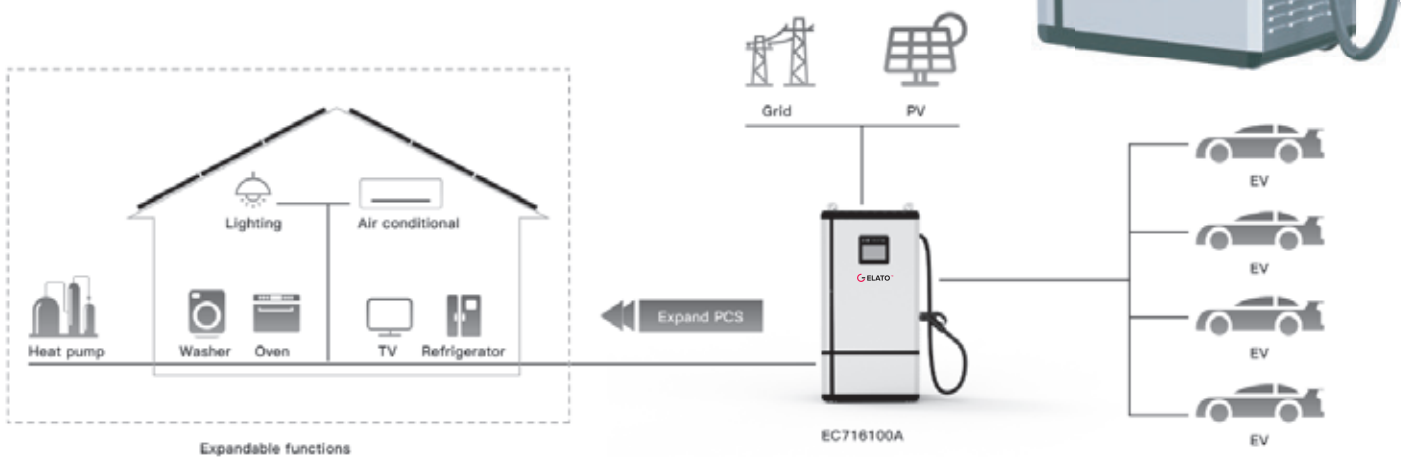 Grid
PV
EV
Lighting
Air conditional
EV
GELATO
Expand PCS
Heat pump
Washer
Oven
TV
Refrigerator
EV
EC716100A
EV
Expandable functions